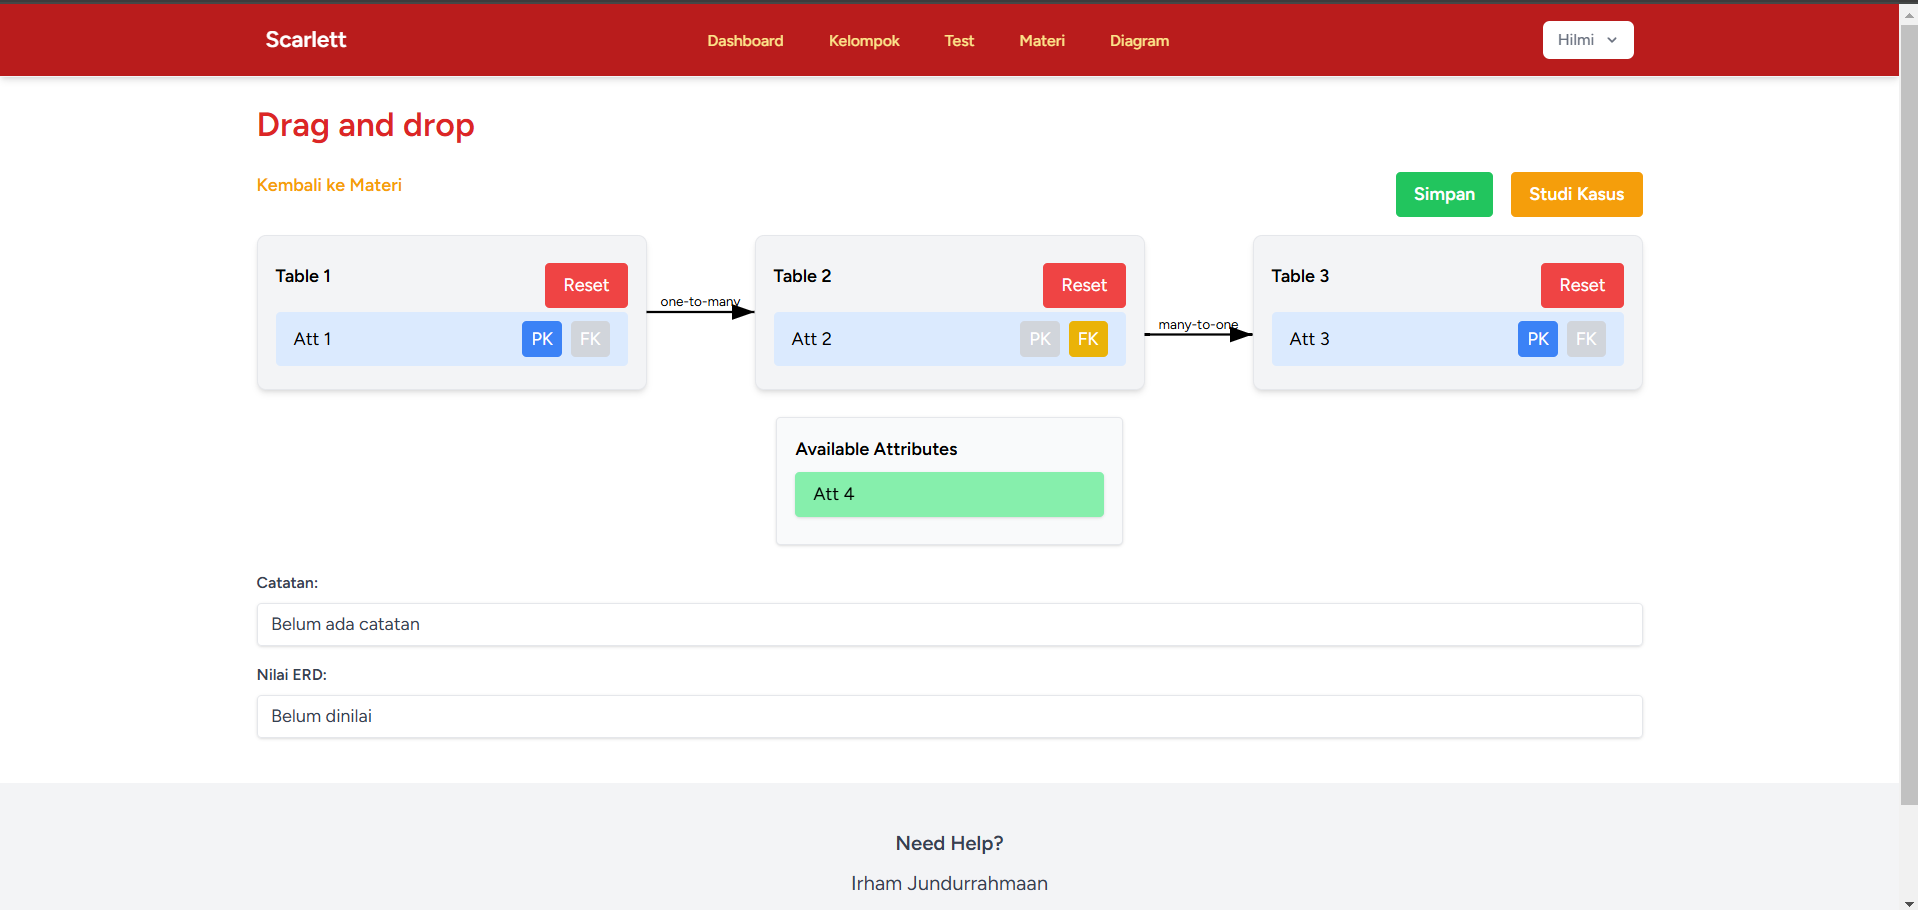 Scarlett
Dashboard Kelompok Test Materi Diagram
Hilmi
Drag and drop
Kembali ke Materi
Simpan Studi Kasus
Table 1 Reset
Att 1 PK FK
one-to-many
Table 2 Reset
Att 2 PK FK
many-to-one
Table 3 Reset
Att 3 PK FK
Available Attributes
Att 4
Catatan:
Belum ada catatan
Nilai ERD:
Belum dinilai
Need Help?
Irham Jundurrahmaan